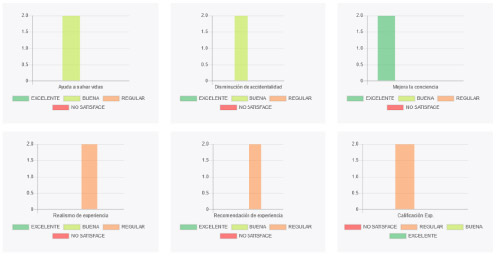 2.0
1.5
1.0
0.5
0
Ayuda a salvar vidas
EXCELENTE BUENA REGULAR
NO SATISFACE
2.0
1.5
1.0
0.5
0
Disminución de accidentalidad
EXCELENTE BUENA REGULAR
NO SATISFACE
2.0
1.5
1.0
0.5
0
Mejora la conciencia
EXCELENTE BUENA REGULAR
NO SATISFACE
2.0
1.5
1.0
0.5
0
Realismo de experiencia
EXCELENTE BUENA REGULAR
NO SATISFACE
2.0
1.5
1.0
0.5
0
Recomendación de experiencia
EXCELENTE BUENA REGULAR
NO SATISFACE
2.0
1.5
1.0
0.5
0
Calificación Exp.
NO SATISFACE REGULAR BUENA
EXCELENTE